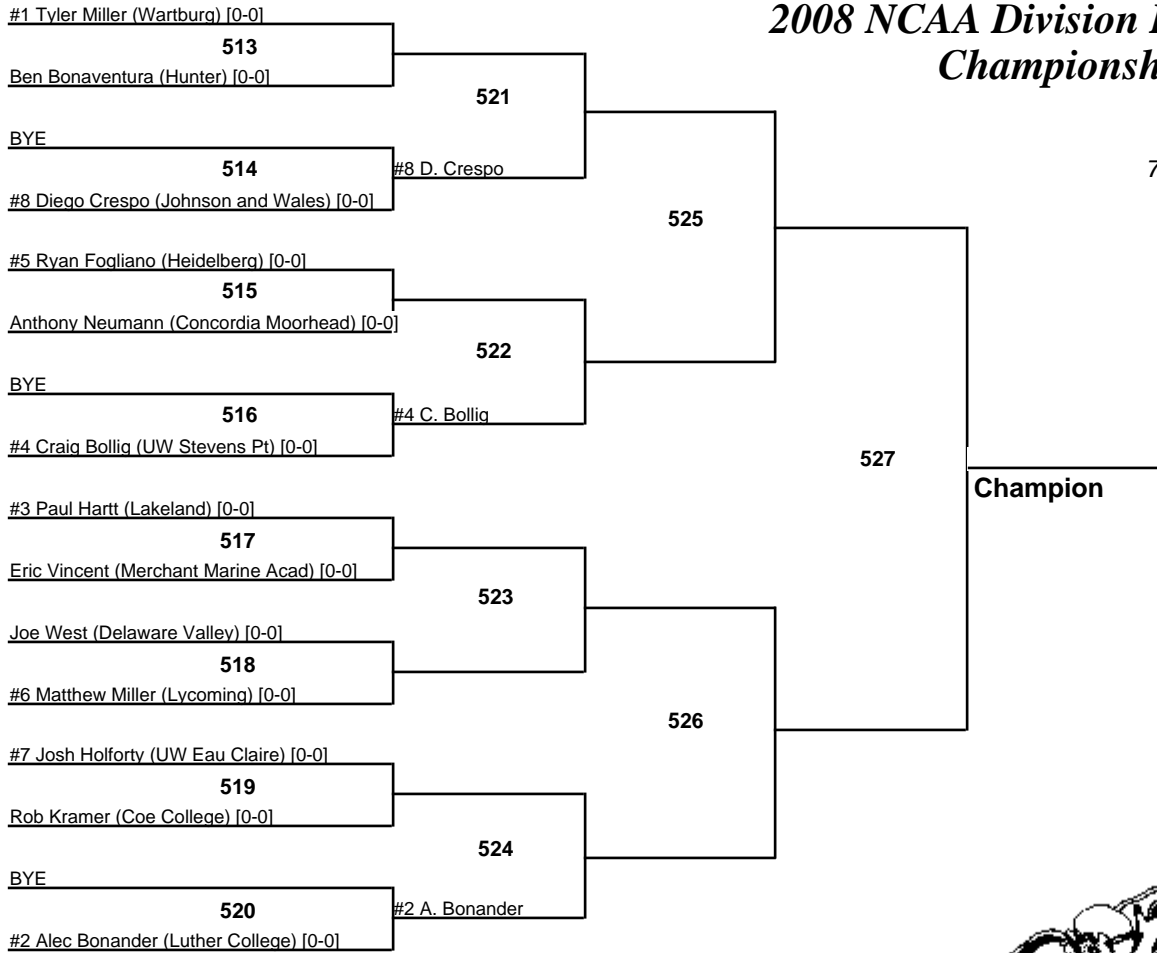 #1 Tyler Miller (Wartburg) [0-0]
2008 NCAA Division
Championsh
513
Ben Bonaventura (Hunter) [0-0]
521
BYE
514
#8 D. Crespo
7
#8 Diego Crespo (Johnson and Wales) [0-0]
525
#5 Ryan Fogliano (Heidelberg) [0-0]
515
Anthony Neumann (Concordia Moorhead) [0-0]
522
BYE
516
#4 C. Bollig
#4 Craig Bollig (UW Stevens Pt) [0-0]
527
Champion
#3 Paul Hartt (Lakeland) [0-0]
517
Eric Vincent (Merchant Marine Acad) [0-0]
523
Joe West (Delaware Valley) [0-0]
518
#6 Matthew Miller (Lycoming) [0-0]
526
#7 Josh Holforty (UW Eau Claire) [0-0]
519
Rob Kramer (Coe College) [0-0]
524
BYE
520
#2 A. Bonander
#2 Alec Bonander (Luther College) [0-0]